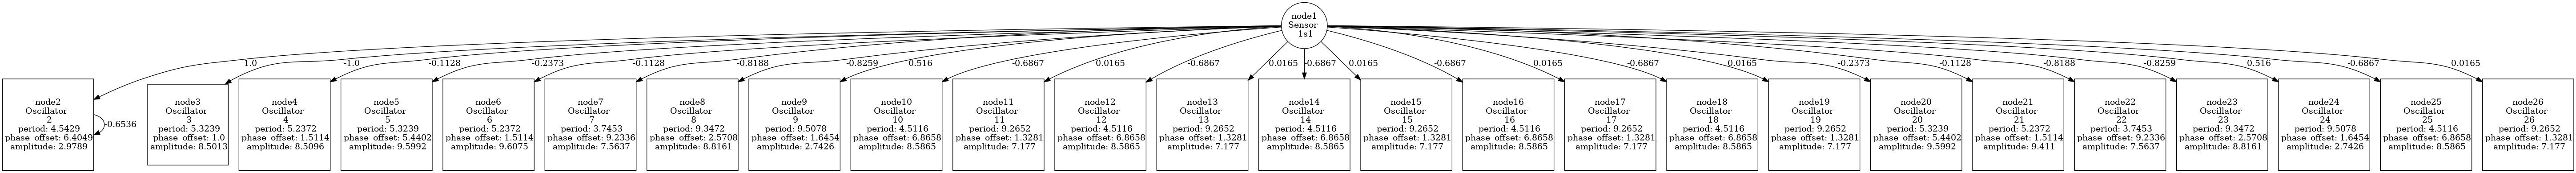 node1
Sensor
1s1
1.0
-1.0
-0.1128
-0.2373
-0.1128
-0.8188
-0.8259
0.516
-0.6867
0.0165
-0.6867
0.0165
-0.6867
0.0165
-0.6867
0.0165
-0.6867
0.0165
-0.2373
-0.1128
-0.8188
-0.8259
0.516
-0.6867
0.0165
node2
Oscillator
2
period: 4.5429
phase_offset: 6.4049
amplitude: 2.9789
-0.6536
node3
Oscillator
3
period: 5.3239
phase_offset: 1.0
amplitude: 8.5013
node4
Oscillator
4
period: 5.2372
phase_offset: 1.5114
amplitude: 8.5096
node5
Oscillator
5
period: 5.3239
phase_offset: 5.4402
amplitude: 9.5992
node6
Oscillator
6
period: 5.2372
phase_offset: 1.5114
amplitude: 9.6075
node7
Oscillator
7
period: 3.7453
phase_offset: 9.2336
amplitude: 7.5637
node8
Oscillator
8
period: 9.3472
phase_offset: 2.5708
amplitude: 8.8161
node9
Oscillator
9
period: 9.5078
phase_offset: 1.6454
amplitude: 2.7426
node10
Oscillator
10
period: 4.5116
phase_offset: 6.8658
amplitude: 8.5865
node11
Oscillator
11
period: 9.2652
phase_offset: 1.3281
amplitude: 7.177
node12
Oscillator
12
period: 4.5116
phase_offset: 6.8658
amplitude: 8.5865
node13
Oscillator
13
period: 9.2652
phase_offset: 1.3281
amplitude: 7.177
node14
Oscillator
14
period: 4.5116
phase_offset: 6.8658
amplitude: 8.5865
node15
Oscillator
15
period: 9.2652
phase_offset: 1.3281
amplitude: 7.177
node16
Oscillator
16
period: 4.5116
phase_offset: 6.8658
amplitude: 8.5865
node17
Oscillator
17
period: 9.2652
phase_offset: 1.3281
amplitude: 7.177
node18
Oscillator
18
period: 4.5116
phase_offset: 6.8658
amplitude: 8.5865
node19
Oscillator
19
period: 9.2652
phase_offset: 1.3281
amplitude: 7.177
node20
Oscillator
20
period: 5.3239
phase_offset: 5.4402
amplitude: 9.5992
node21
Oscillator
21
period: 5.2372
phase_offset: 1.5114
amplitude: 9.411
node22
Oscillator
22
period: 3.7453
phase_offset: 9.2336
amplitude: 7.5637
node23
Oscillator
23
period: 9.3472
phase_offset: 2.5708
amplitude: 8.8161
node24
Oscillator
24
period: 9.5078
phase_offset: 1.6454
amplitude: 2.7426
node25
Oscillator
25
period: 4.5116
phase_offset: 6.8658
amplitude: 8.5865
node26
Oscillator
26
period: 9.2652
phase_offset: 1.3281
amplitude: 7.177